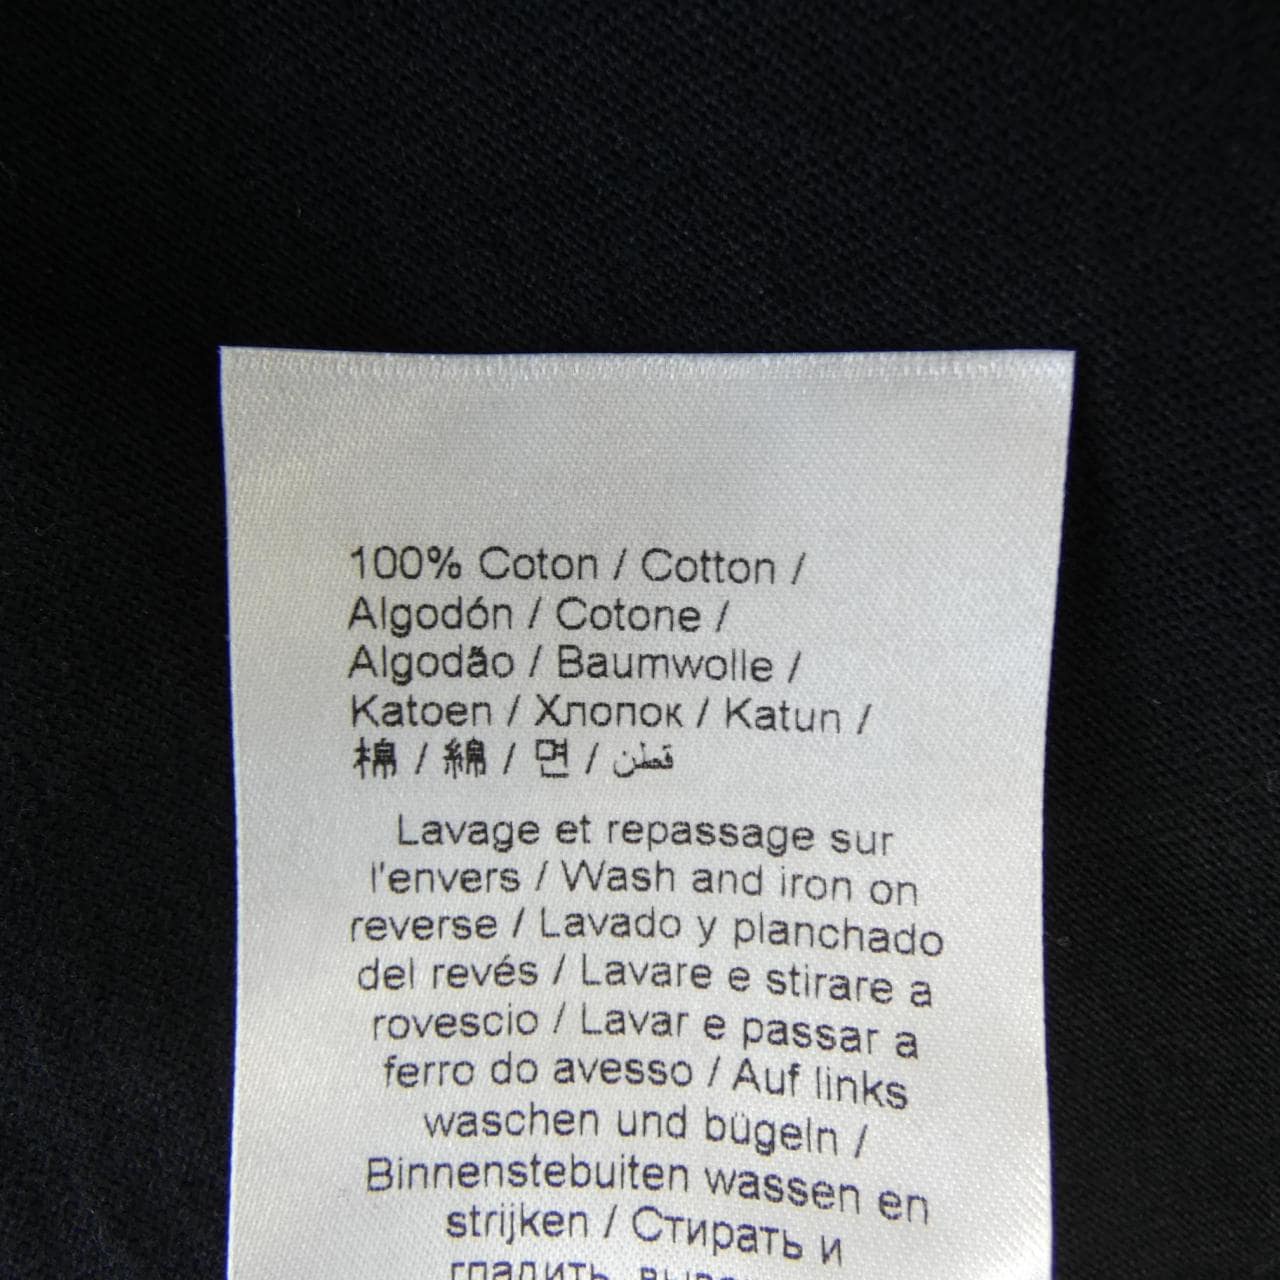 100% Coton / Cotton /
Algodón / Cotone /
Algodão / Baumwolle /
Katoen / Хлопок / Katun /
棉 / 綿 / 면 / قطن
Lavage et repassage sur
l'envers / Wash and iron on
reverse / Lavado y planchado
del revés / Lavare e stirare a
rovescio / Lavar e passar a
ferro do avesso / Auf links
waschen und bügeln /
Binnenstebuiten wassen en
strijken / Стирать и
гладить,